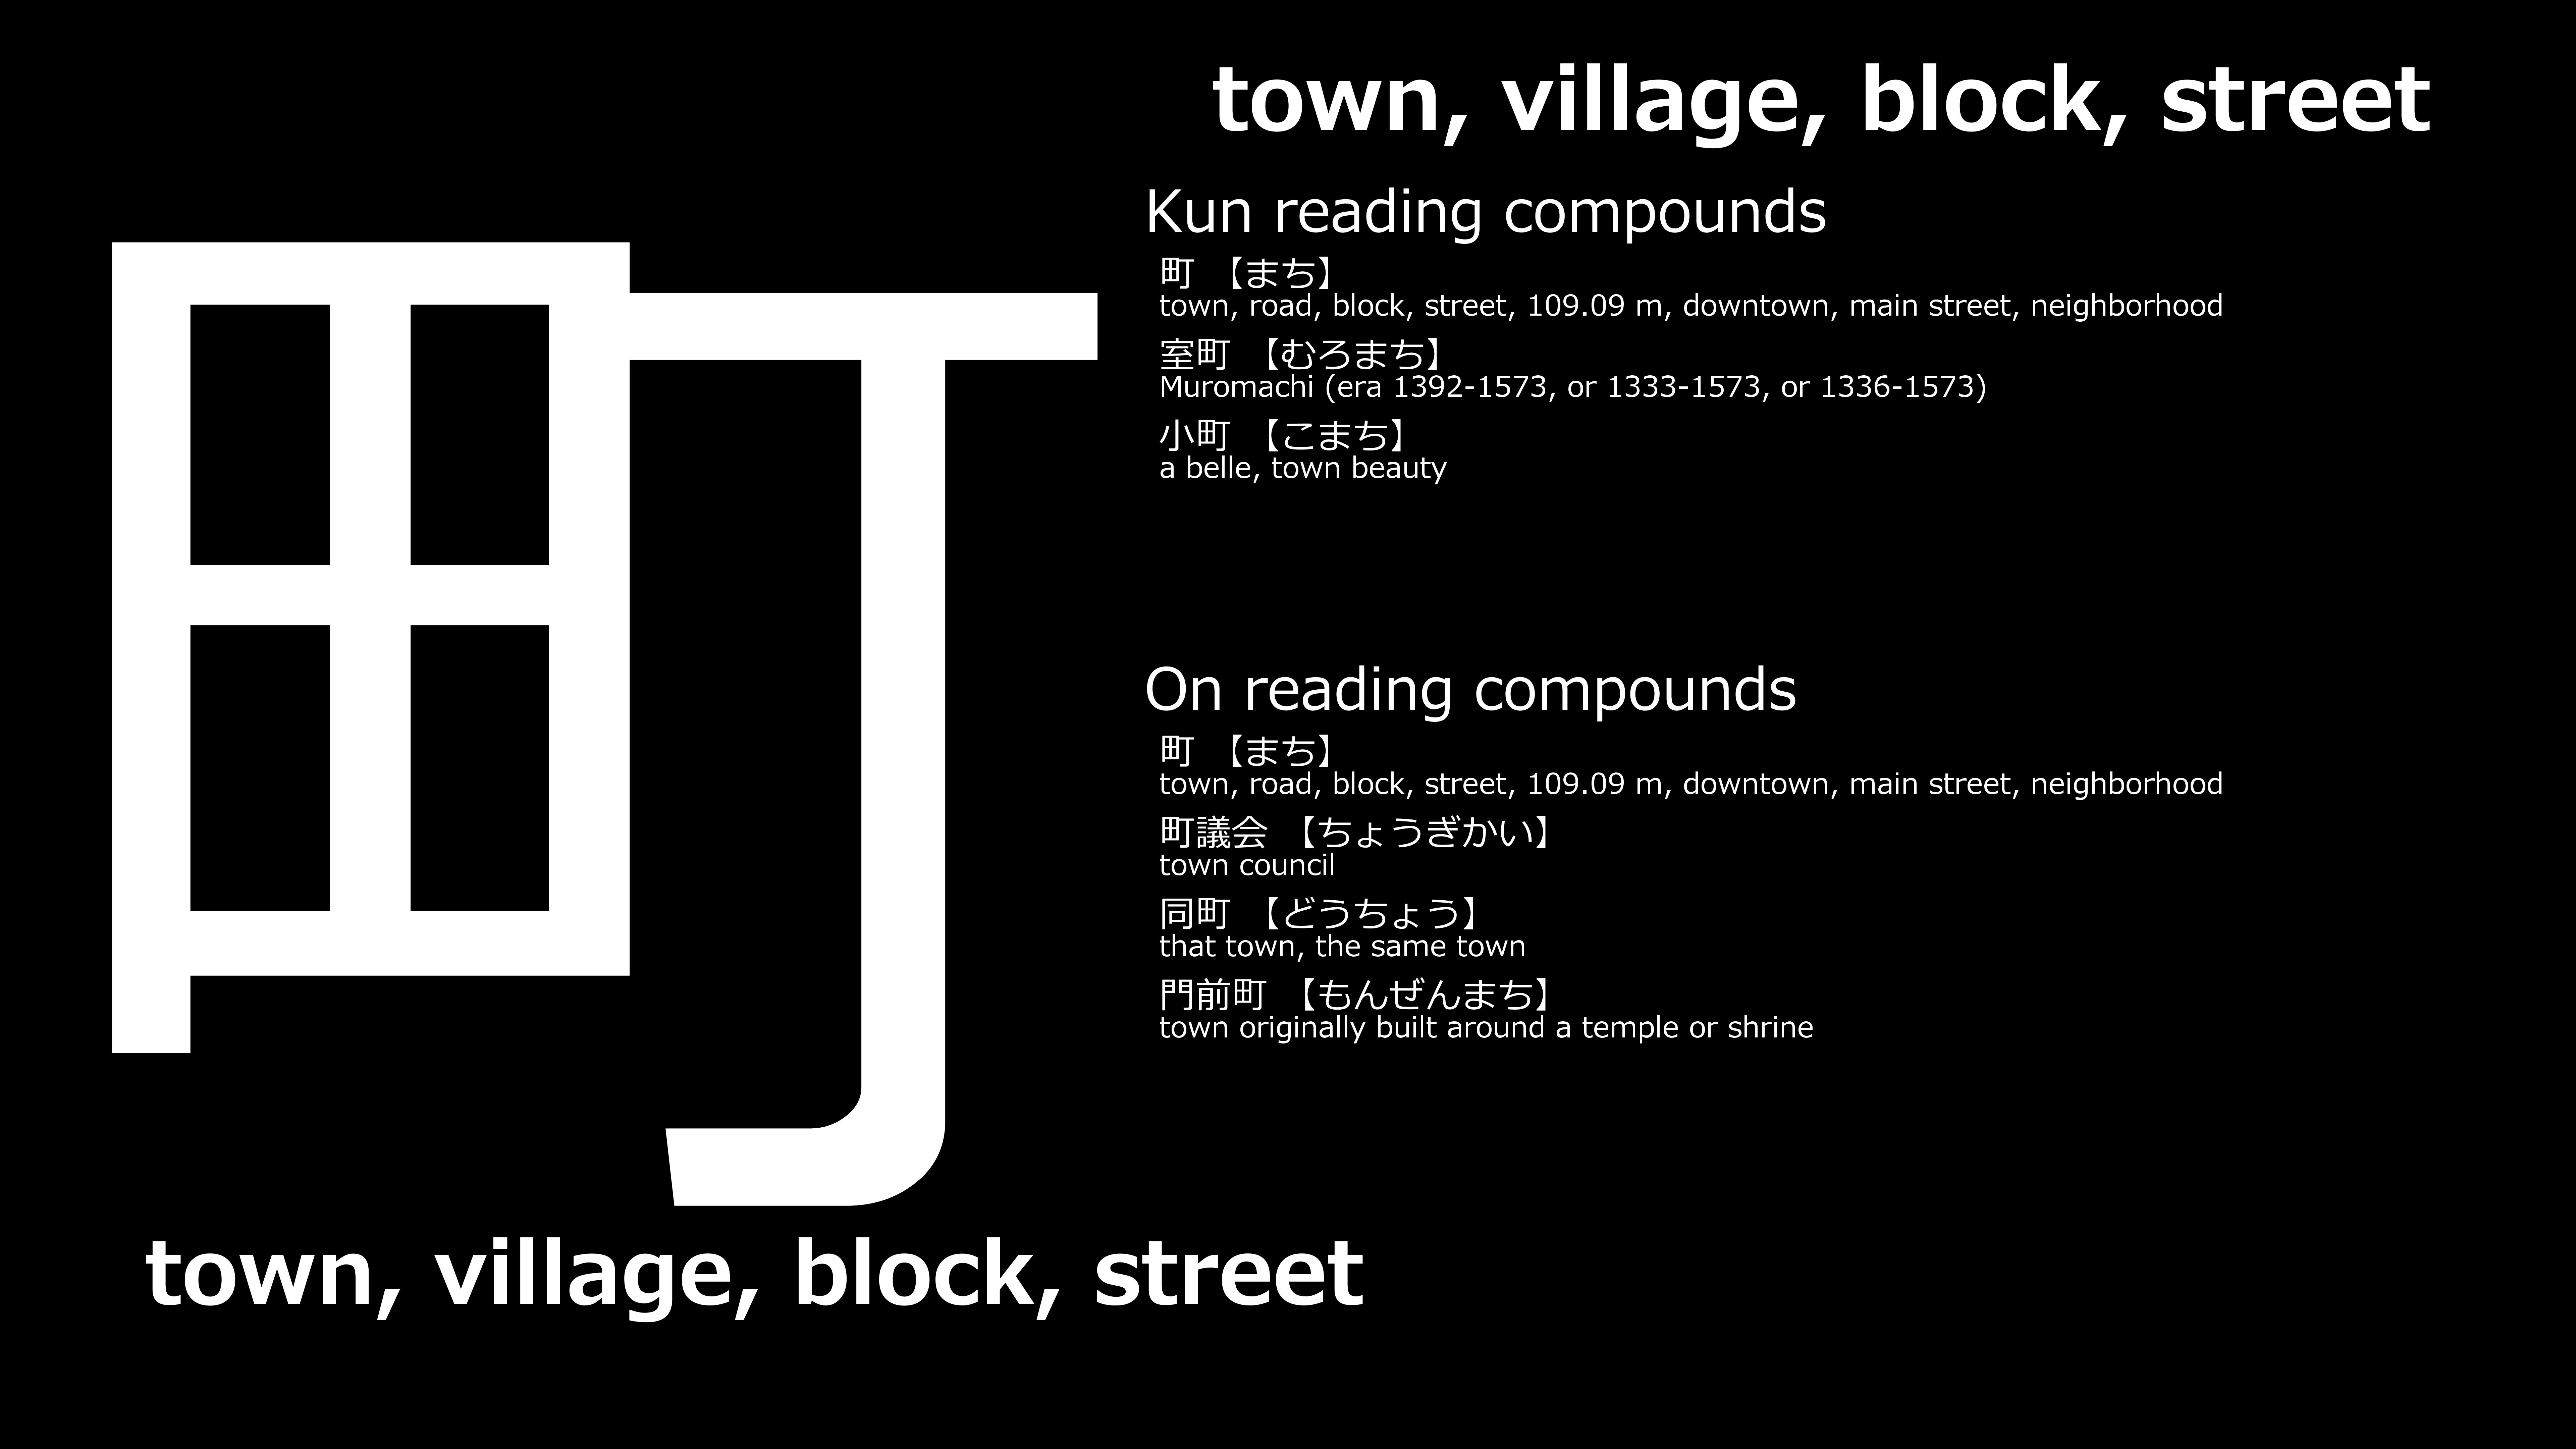 town, village, block, street
町
Kun reading compounds
町 【まち】
town, road, block, street, 109.09 m, downtown, main street, neighborhood
室町 【むろまち】
Muromachi (era 1392-1573, or 1333-1573, or 1336-1573)
小町 【こまち】
a belle, town beauty
On reading compounds
町 【まち】
town, road, block, street, 109.09 m, downtown, main street, neighborhood
町議会 【ちょうぎかい】
town council
同町 【どうちょう】
that town, the same town
門前町 【もんぜんまち】
town originally built around a temple or shrine
town, village, block, street